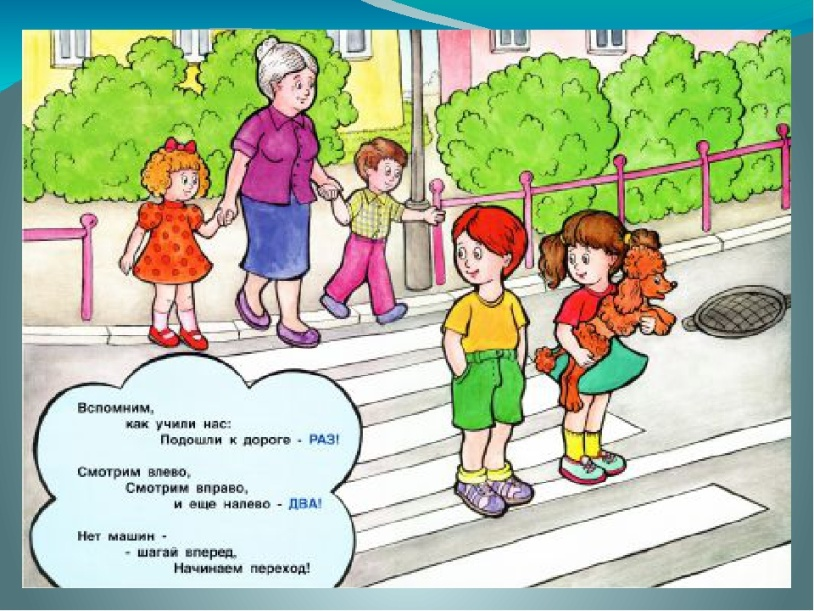 Вспомним,
как учили нас:
Подошли к дороге - РАЗ!
Смотрим влево,
Смотрим вправо,
и еще налево - ДВА!
Нет машин -
- шагай вперед,
Начинаем переход!